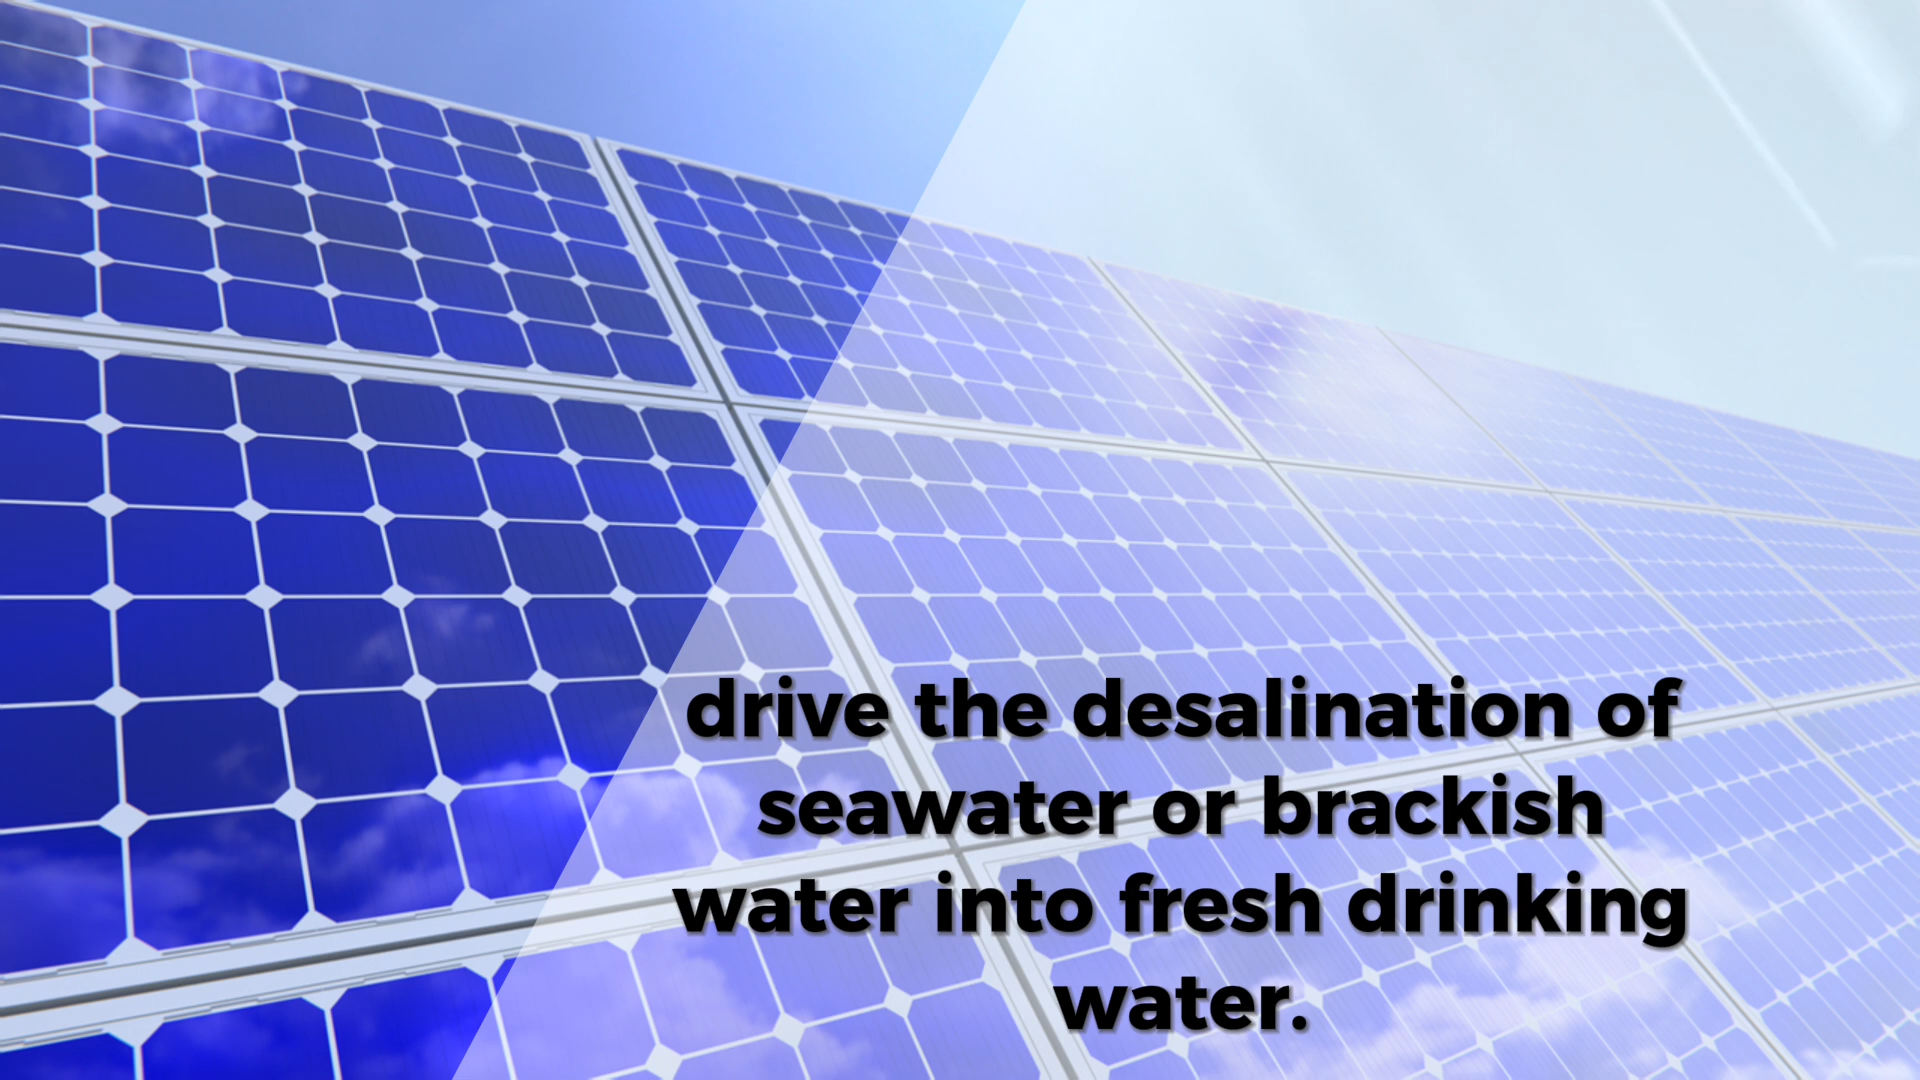 drive the desalination of
seawater or brackish
water into fresh drinking
water.